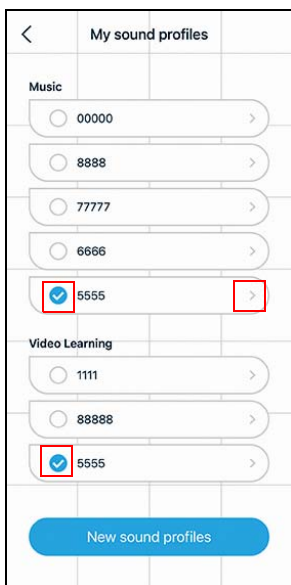 My sound profiles
Music
00000
8888
77777
6666
5555
Video Learning
1111
88888
5555
New sound profiles